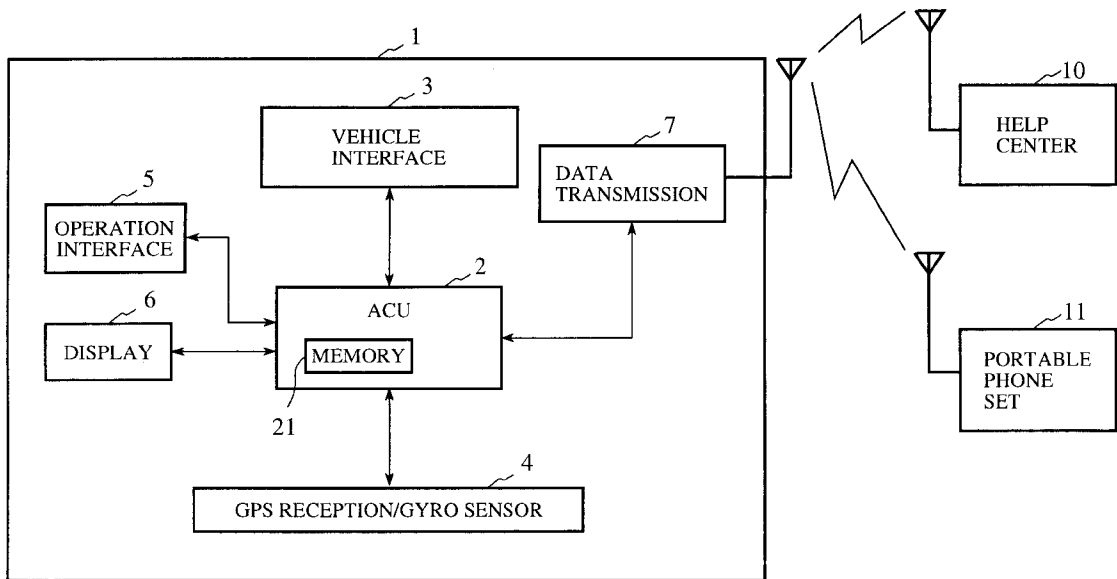 1
3
VEHICLE
INTERFACE
7
DATA
TRANSMISSION
10
HELP
CENTER
5
OPERATION
INTERFACE
2
ACU
MEMORY
21
6
DISPLAY
11
PORTABLE
PHONE
SET
4
GPS RECEPTION/GYRO SENSOR